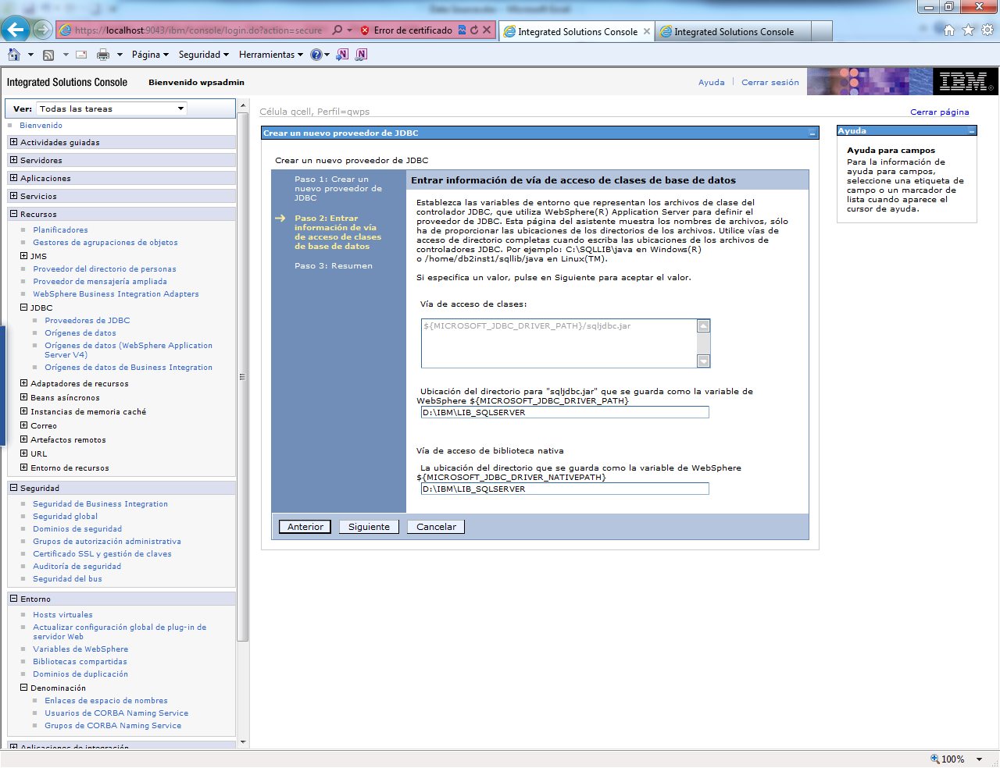 https://localhost:9043/ibm/console/login.do?action=secure
Error de certificado
Integrated Solutions Console
Integrated Solutions Console
Página
Seguridad
Herramientas
Integrated Solutions Console
Bienvenido wpsadmin
Ayuda
Cerrar sesión
IBM
Ver:
Todas las tareas
Bienvenido
Actividades guiadas
Servidores
Aplicaciones
Servicios
Recursos
Planificadores
Gestores de agrupaciones de objetos
JMS
Proveedor del directorio de personas
Proveedor de mensajería ampliada
WebSphere Business Integration Adapters
JDBC
Proveedores de JDBC
Orígenes de datos
Orígenes de datos (WebSphere Application
Server V4)
Orígenes de datos de Business Integration
Adaptadores de recursos
Beans asíncronos
Instancias de memoria caché
Correo
Artefactos remotos
URL
Entorno de recursos
Seguridad
Seguridad de Business Integration
Seguridad global
Dominios de seguridad
Grupos de autorización administrativa
Certificado SSL y gestión de claves
Auditoría de seguridad
Seguridad del bus
Entorno
Hosts virtuales
Actualizar configuración global de plug-in de
servidor Web
Variables de WebSphere
Bibliotecas compartidas
Dominios de duplicación
Denominación
Enlaces de espacio de nombres
Usuarios de CORBA Naming Service
Grupos de CORBA Naming Service
Aplicaciones de integración
Célula qcell, Perfil=qwps
Cerrar página
Crear un nuevo proveedor de JDBC
Crear un nuevo proveedor de JDBC
Paso 1: Crear un
nuevo proveedor de
JDBC
Paso 2: Entrar
información de vía
de acceso de clases
de base de datos
Paso 3: Resumen
Entrar información de vía de acceso de clases de base de datos
Establezca las variables de entorno que representan los archivos de clase del
controlador JDBC, que utiliza WebSphere(R) Application Server para definir el
proveedor de JDBC. Esta página del asistente muestra los nombres de archivos, sólo
ha de proporcionar las ubicaciones de los directorios de los archivos. Utilice vías de
acceso de directorio completas cuando escriba las ubicaciones de los archivos de
controladores JDBC. Por ejemplo: C:\SQLLIB\java en Windows(R)
o /home/db2inst1/sqllib/java en Linux(TM).
Si especifica un valor, pulse en Siguiente para aceptar el valor.
Vía de acceso de clases:
${MICROSOFT_JDBC_DRIVER_PATH}/sqljdbc.jar
Ubicación del directorio para "sqljdbc.jar" que se guarda como la variable de
WebSphere ${MICROSOFT_JDBC_DRIVER_PATH}
D:\IBM\LIB_SQLSERVER
Vía de acceso de biblioteca nativa
La ubicación del directorio que se guarda como la variable de WebSphere
${MICROSOFT_JDBC_DRIVER_NATIVEPATH}
D:\IBM\LIB_SQLSERVER
Anterior
Siguiente
Cancelar
Ayuda
Ayuda para campos
Para la información de
ayuda para campos,
seleccione una etiqueta de
campo o un marcador de
lista cuando aparece el
cursor de ayuda.
100%